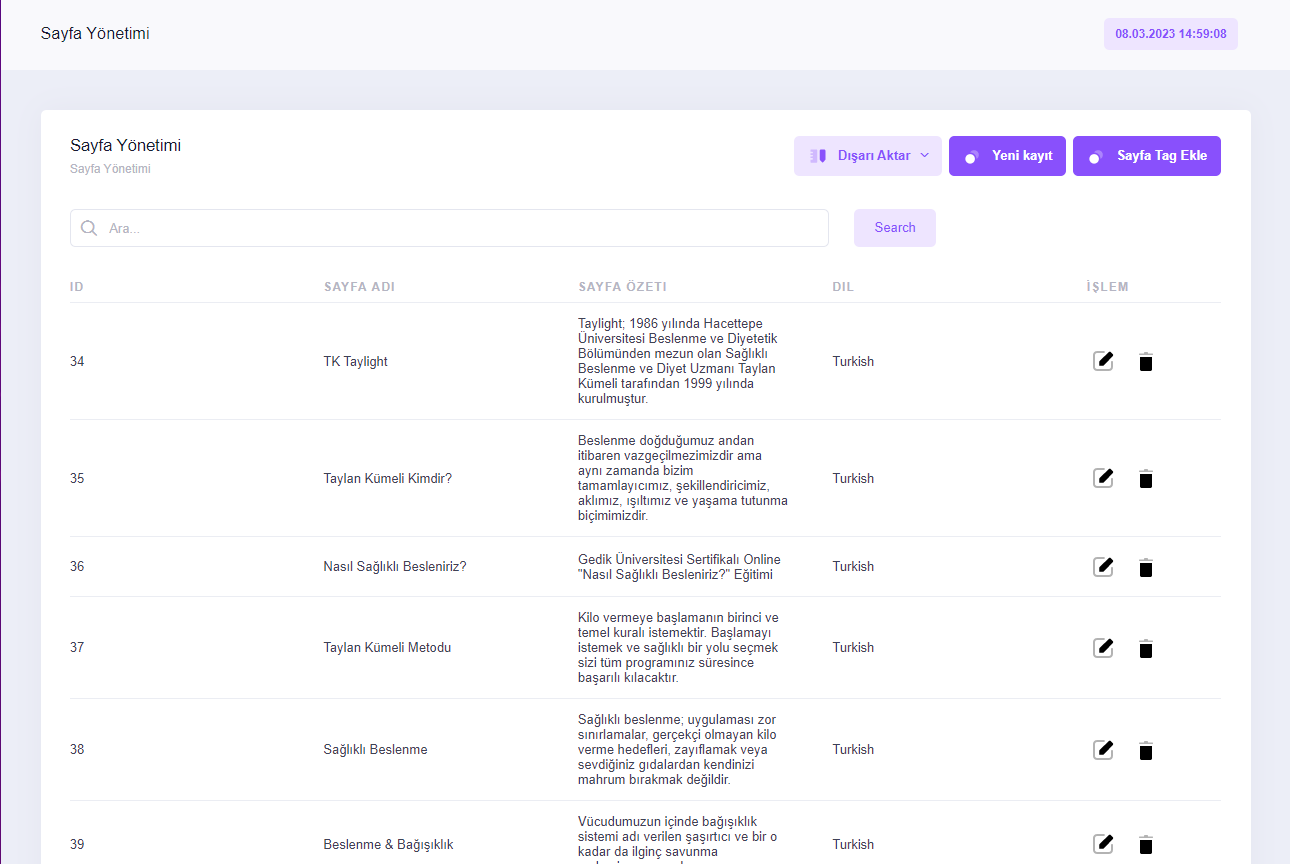 Sayfa Yönetimi
08.03.2023 14:59:08
Sayfa Yönetimi
Sayfa Yönetimi
Dışarı Aktar
Yeni kayıt
Sayfa Tag Ekle
Ara...
Search
ID SAYFA ADI SAYFA ÖZETI DIL İŞLEM
34
TK Taylight
Taylight; 1986 yılında Hacettepe
Üniversitesi Beslenme ve Diyetetik
Bölümünden mezun olan Sağlıklı
Beslenme ve Diyet Uzmanı Taylan
Kümeli tarafından 1999 yılında
kurulmuştur.
Turkish
35
Taylan Kümeli Kimdir?
Beslenme doğduğumuz andan
itibaren vazgeçilmezimizdir ama
aynı zamanda bizim
tamamlayıcımız, şekillendiricimiz,
aklımız, ışıltımız ve yaşama tutunma
biçimimizdir.
Turkish
36
Nasıl Sağlıklı Besleniriz?
Gedik Üniversitesi Sertifikalı Online
"Nasıl Sağlıklı Besleniriz?" Eğitimi
Turkish
37
Taylan Kümeli Metodu
Kilo vermeye başlamanın birinci ve
temel kuralı istemektir. Başlamayı
istemek ve sağlıklı bir yolu seçmek
sizi tüm programınız süresince
başarılı kılacaktır.
Turkish
38
Sağlıklı Beslenme
Sağlıklı beslenme; uygulaması zor
sınırlamalar, gerçekçi olmayan kilo
verme hedefleri, zayıflamak veya
sevdiğiniz gıdalardan kendinizi
mahrum bırakmak değildir.
Turkish
39
Beslenme & Bağışıklık
Vücudumuzun içinde bağışıklık
sistemi adı verilen şaşırtıcı ve bir o
kadar da ilginç savunma
Turkish